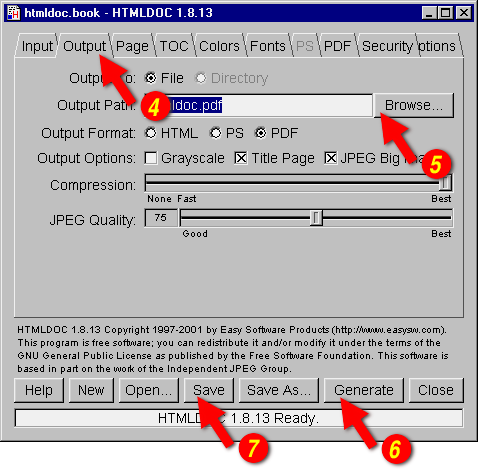 htmldoc.book - HTMLDOC 1.8.13
Input Output Page TOC Colors Fonts PS PDF Security ptions
4
Output To: File Directory
Output Path: ldoc.pdf Browse...
5
Output Format: HTML PS PDF
Output Options: Grayscale Title Page JPEG Big
Compression:
None Fast Best
JPEG Quality: 75
Good Best
HTMLDOC 1.8.13 Copyright 1997-2001 by Easy Software Products (http://www.easysw.com).
This program is free software; you can redistribute it and/or modify it under the terms of the
GNU General Public License as published by the Free Software Foundation. This software is
based in part on the work of the Independent JPEG Group.
Help New Open... Save Save As... Generate Close
HTMLDOC 1.8.13 Ready.
7 6